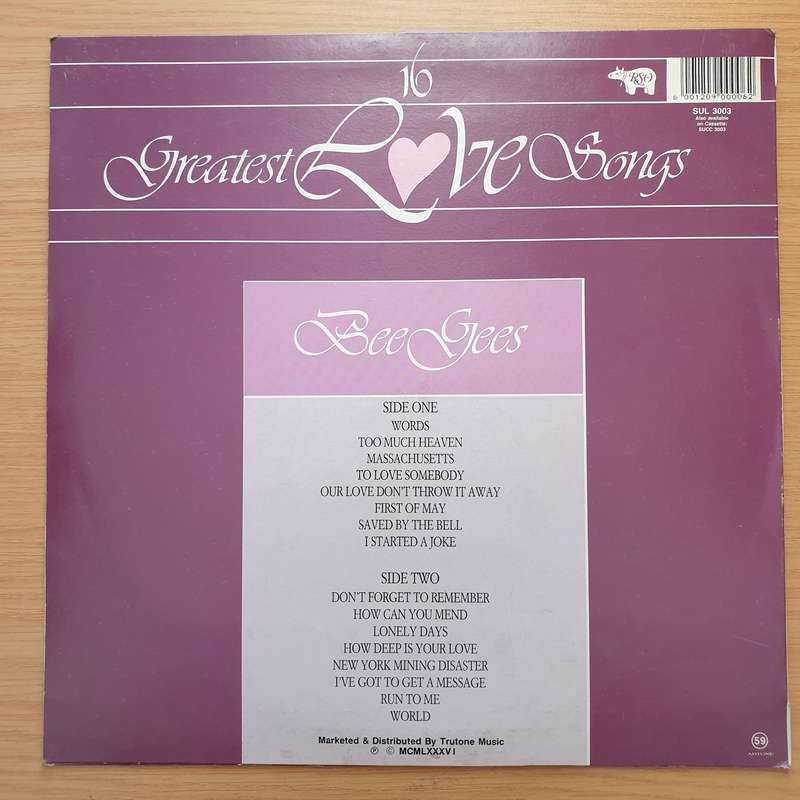 16
Greatest Love Songs
RSO
6 001209 000062
SUL 3003
Also available
on Cassette:
SUCC 3003
Bee Gees
SIDE ONE
WORDS
TOO MUCH HEAVEN
MASSACHUSETTS
TO LOVE SOMEBODY
OUR LOVE DON'T THROW IT AWAY
FIRST OF MAY
SAVED BY THE BELL
I STARTED A JOKE
SIDE TWO
DON'T FORGET TO REMEMBER
HOW CAN YOU MEND
LONELY DAYS
HOW DEEP IS YOUR LOVE
NEW YORK MINING DISASTER
I'VE GOT TO GET A MESSAGE
RUN TO ME
WORLD
Marketed & Distributed By Trutone Music
℗ © MCMLXXXVI
59